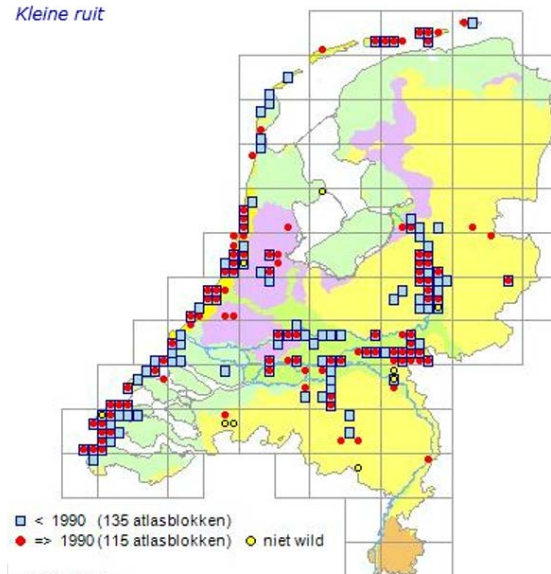 Kleine ruit
< 1990 (135 atlasblokken)
=> 1990 (115 atlasblokken) niet wild